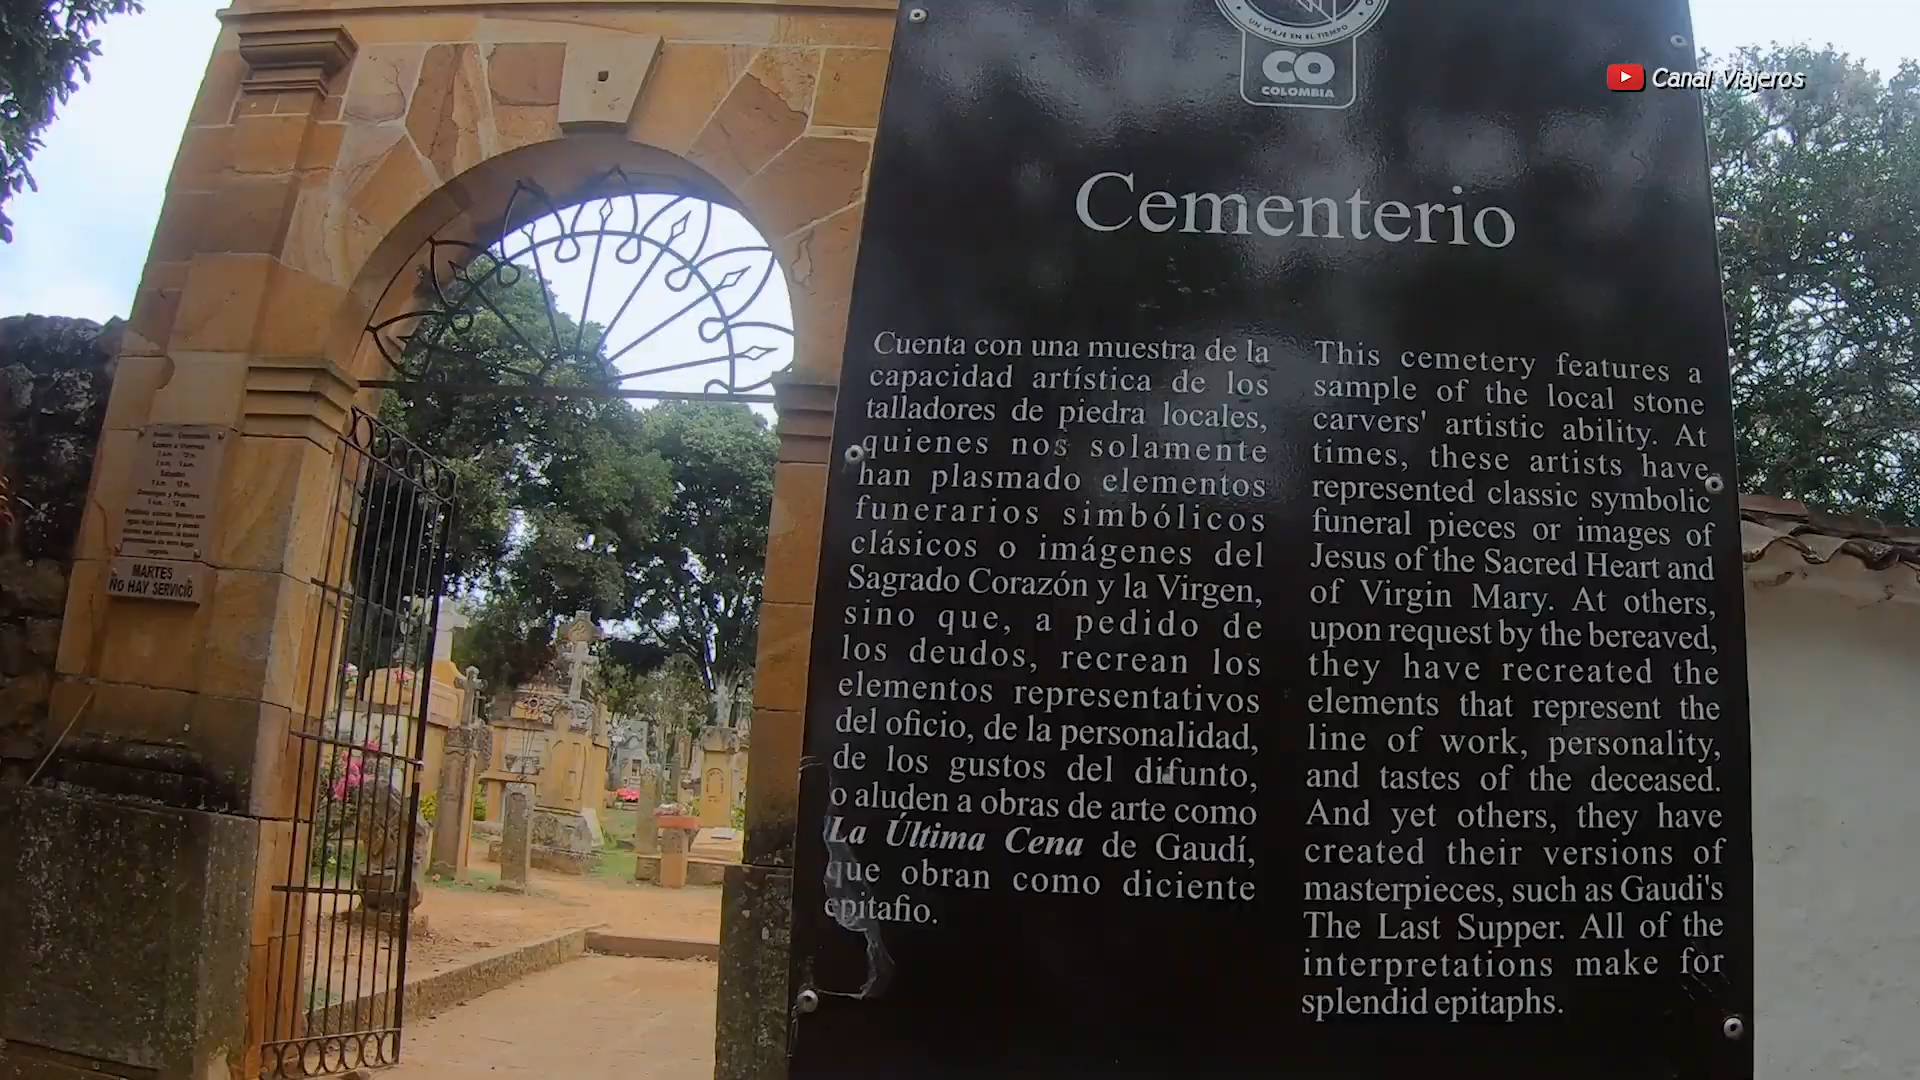 UN VIAJE EN EL TIEMPO
CO
COLOMBIA
Canal Viajeros
Cementerio
Cuenta con una muestra de la
capacidad artística de los
talladores de piedra locales,
quienes nos solamente
han plasmado elementos
funerarios simbólicos
clásicos o imágenes del
Sagrado Corazón y la Virgen,
sino que, a pedido de
los deudos, recrean los
elementos representativos
del oficio, de la personalidad,
de los gustos del difunto,
o aluden a obras de arte como
La Última Cena de Gaudí,
que obran como diciente
epitafio.
This cemetery features a
sample of the local stone
carvers' artistic ability. At
times, these artists have
represented classic symbolic
funeral pieces or images of
Jesus of the Sacred Heart and
of Virgin Mary. At others,
upon request by the bereaved,
they have recreated the
elements that represent the
line of work, personality,
and tastes of the deceased.
And yet others, they have
created their versions of
masterpieces, such as Gaudi's
The Last Supper. All of the
interpretations make for
splendid epitaphs.
MARTES
NO HAY SERVICIO